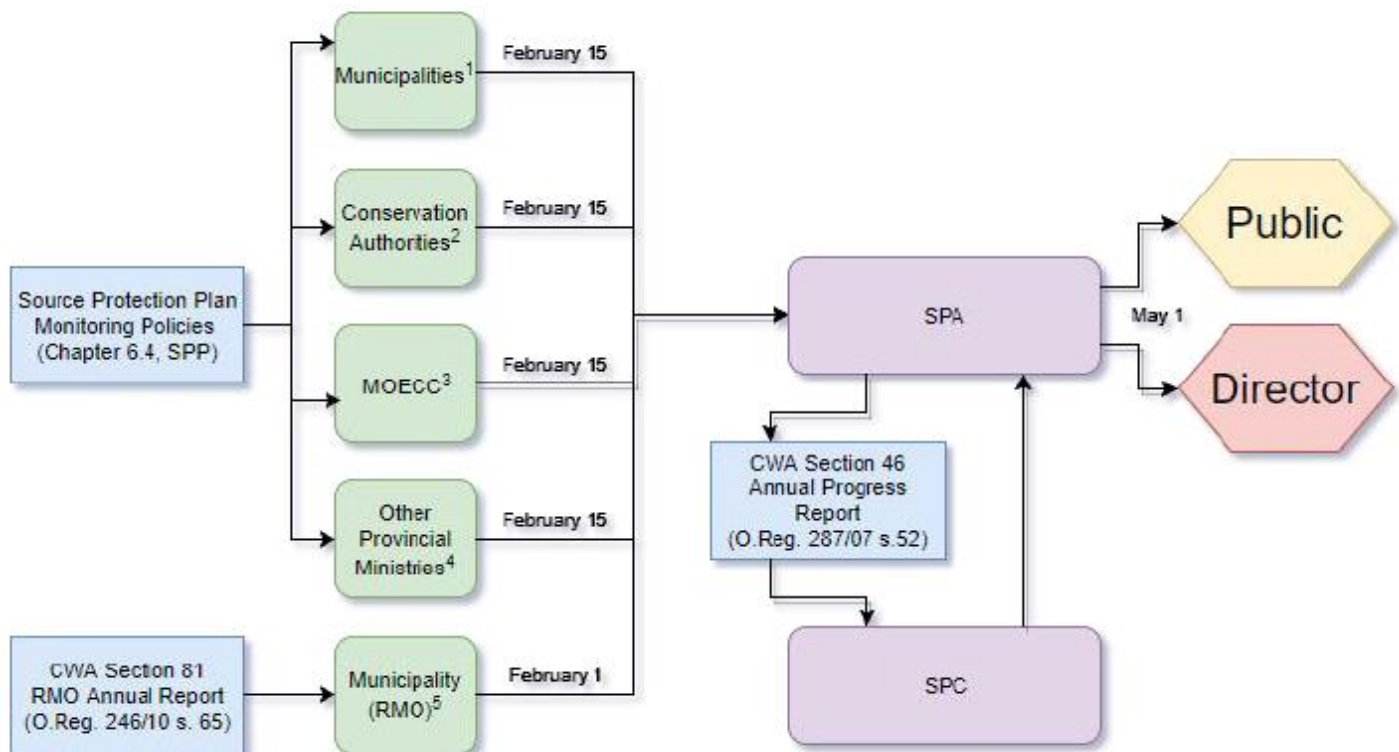 Municipalities¹
February 15
Conservation
Authorities²
February 15
Source Protection Plan
Monitoring Policies
(Chapter 6.4, SPP)
MOECC³
February 15
Other
Provincial
Ministries⁴
February 15
CWA Section 81
RMO Annual Report
(O.Reg. 246/10 s. 65)
Municipality
(RMO)⁵
February 1
SPA
CWA Section 46
Annual Progress
Report
(O.Reg. 287/07 s.52)
SPC
Public
May 1
Director